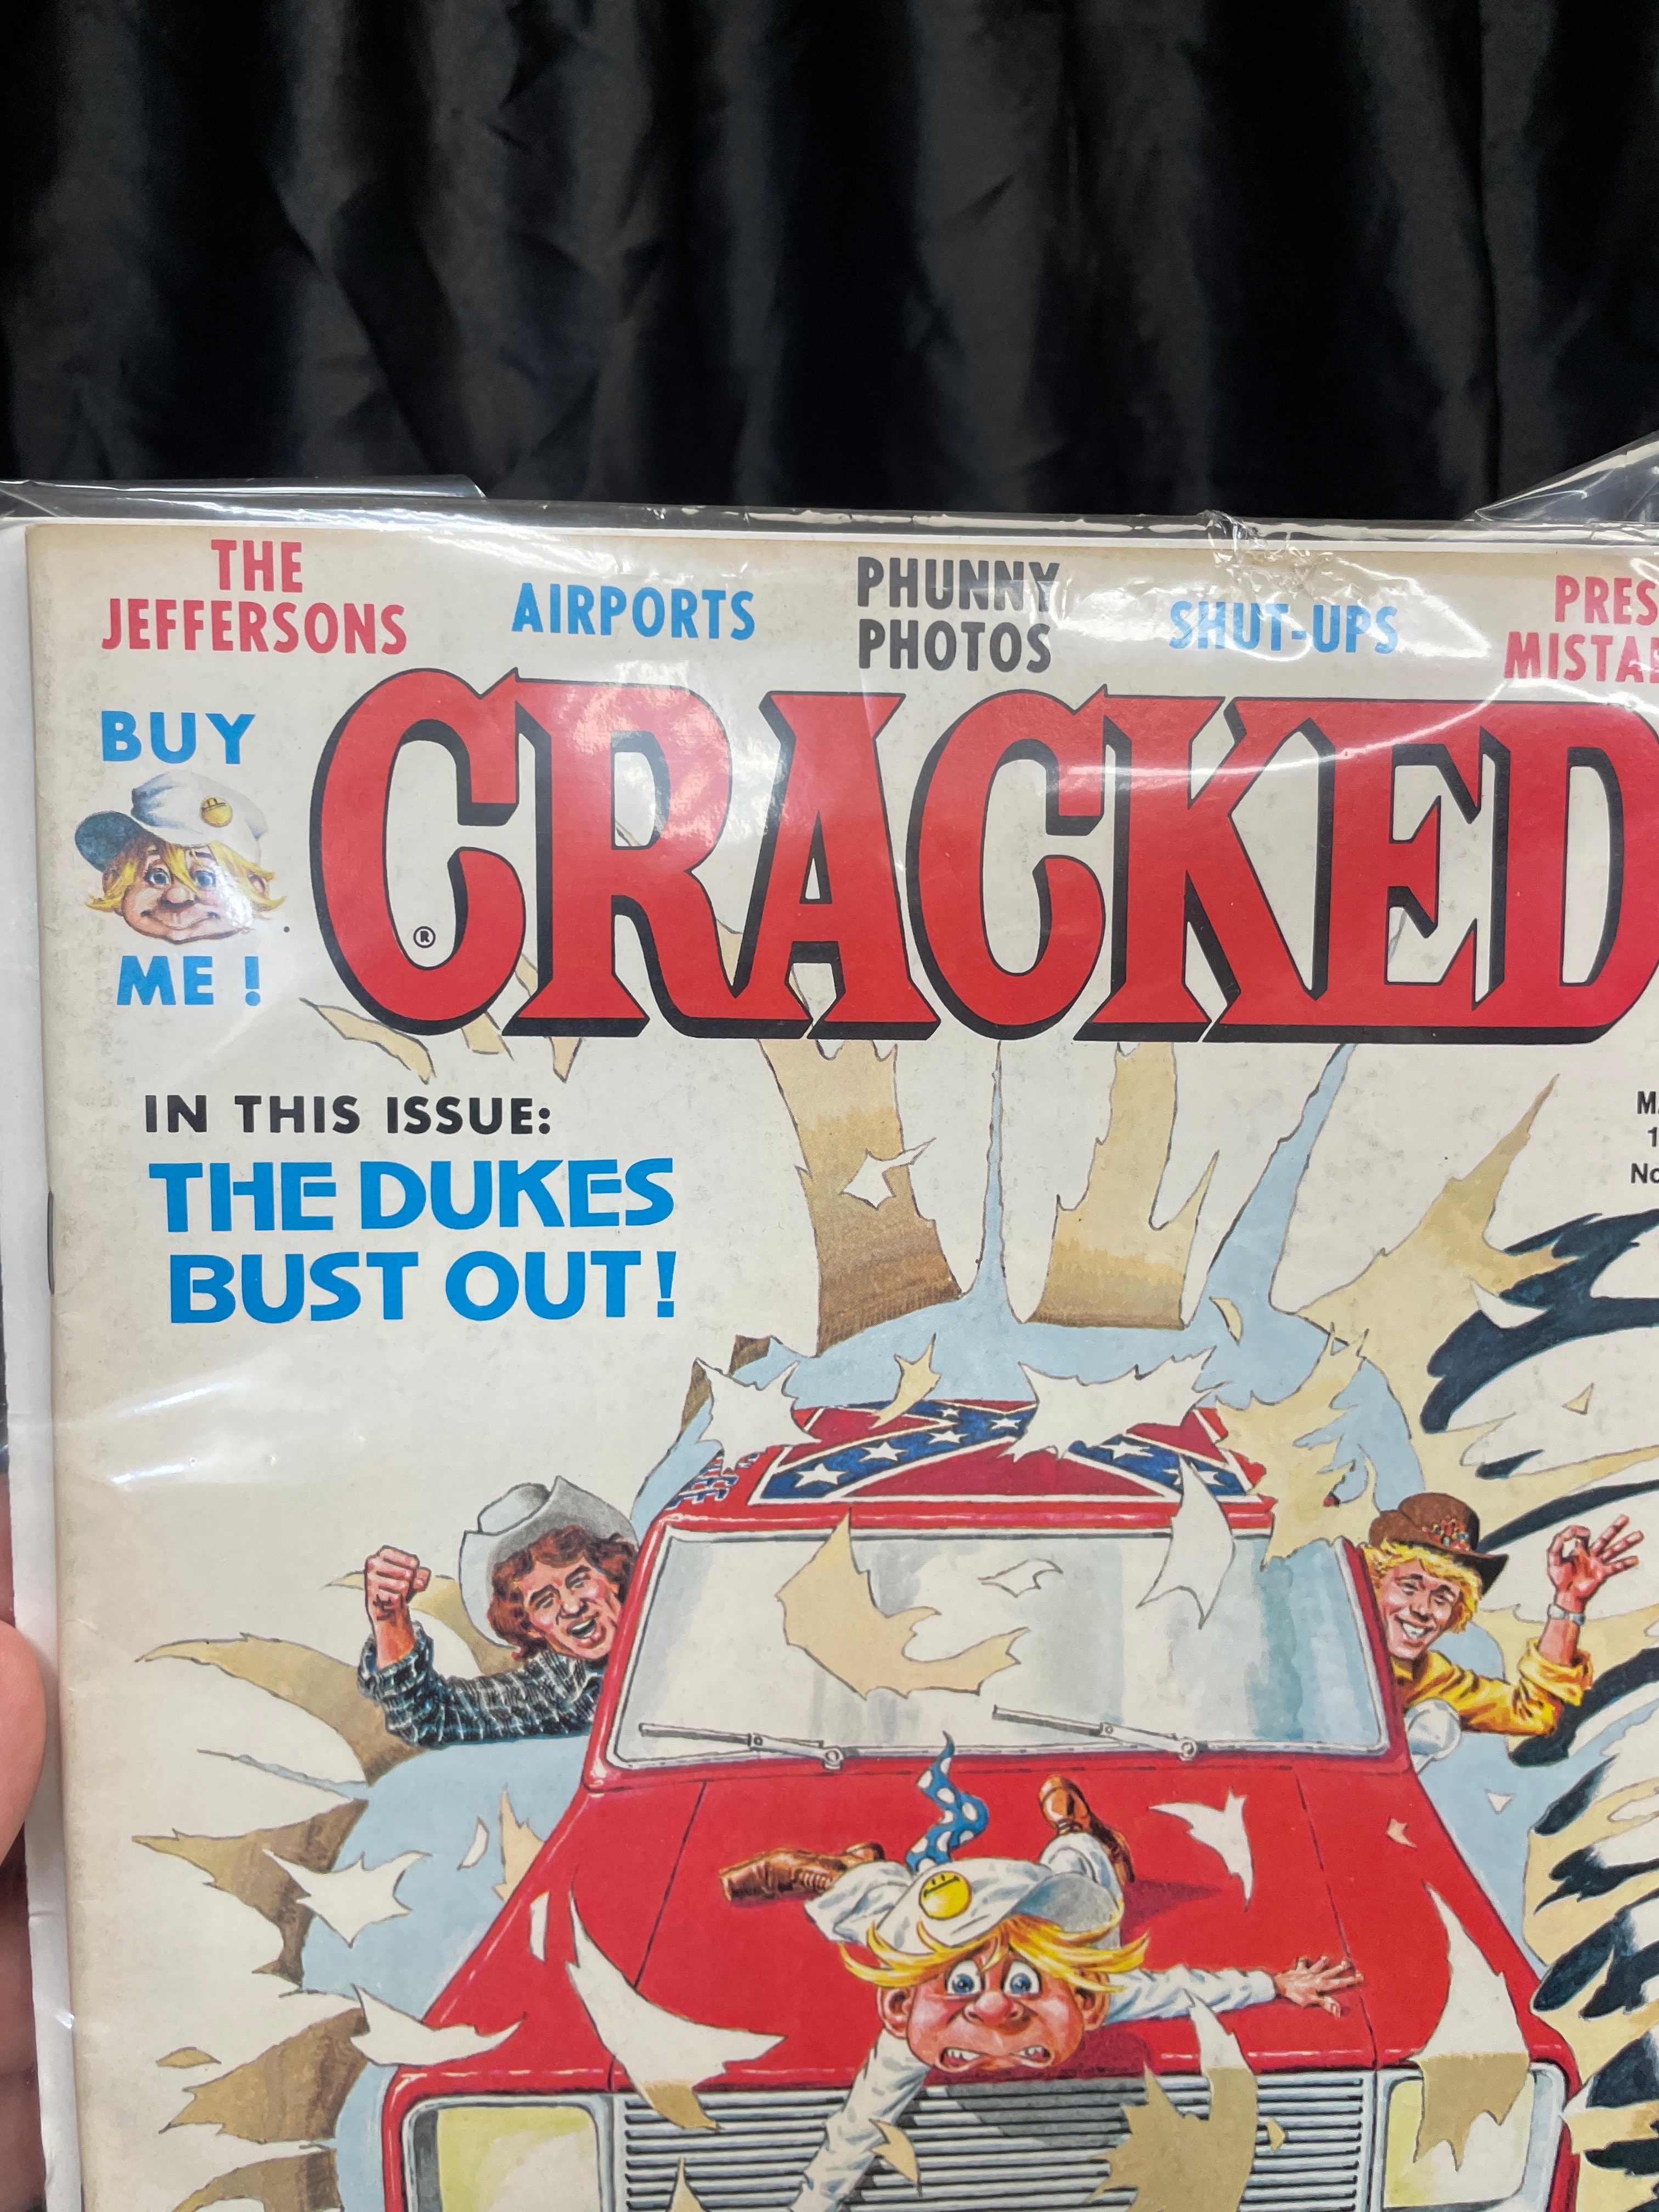 THE
JEFFERSONS
AIRPORTS
PHUNNY
PHOTOS
SHUT-UPS
BUY
ME!
CRACKED
®
IN THIS ISSUE:
THE DUKES
BUST OUT!